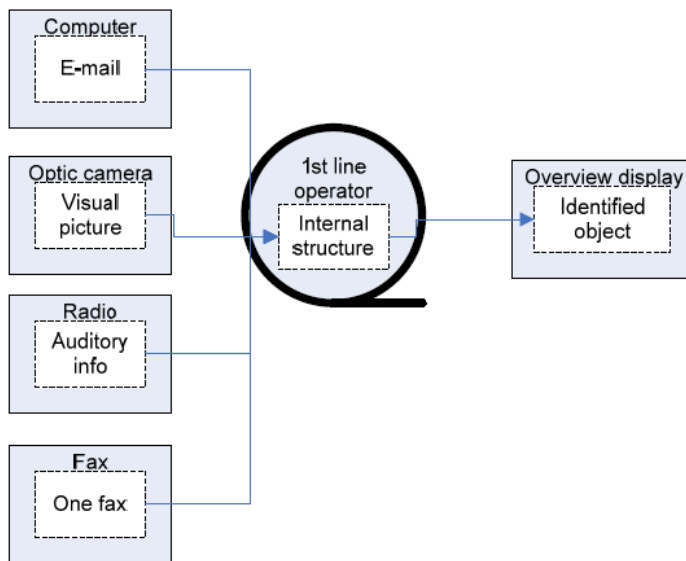 Computer
E-mail
Optic camera
Visual
picture
Radio
Auditory
info
Fax
One fax
1st line
operator
Internal
structure
Overview display
Identified
object